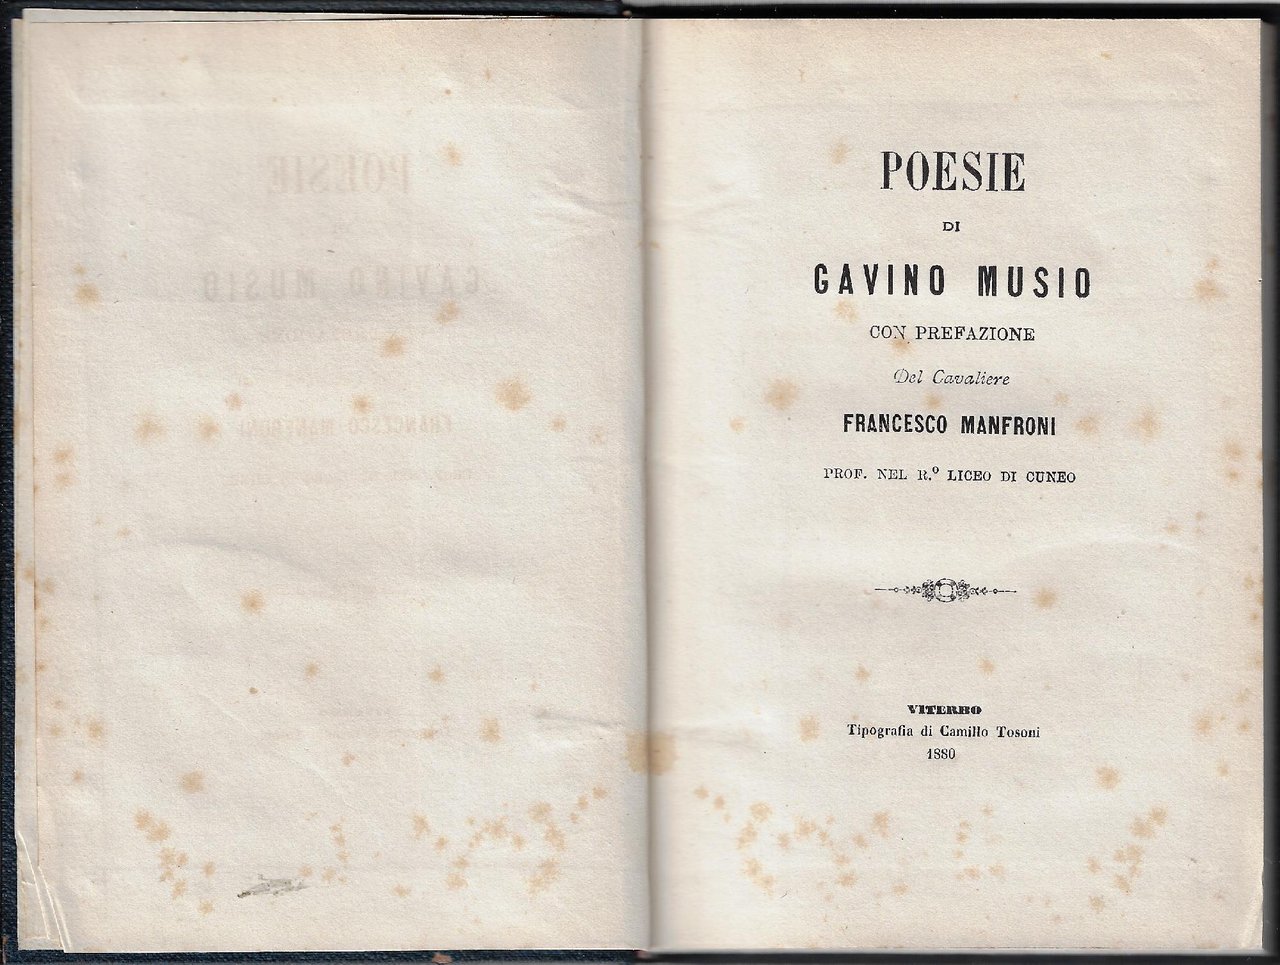 POESIE
DI
GAVINO MUSIO
CON PREFAZIONE
Del Cavaliere
FRANCESCO MANFRONI
PROF. NEL R.º LICEO DI CUNEO
VITERBO
Tipografia di Camillo Tosoni
1880